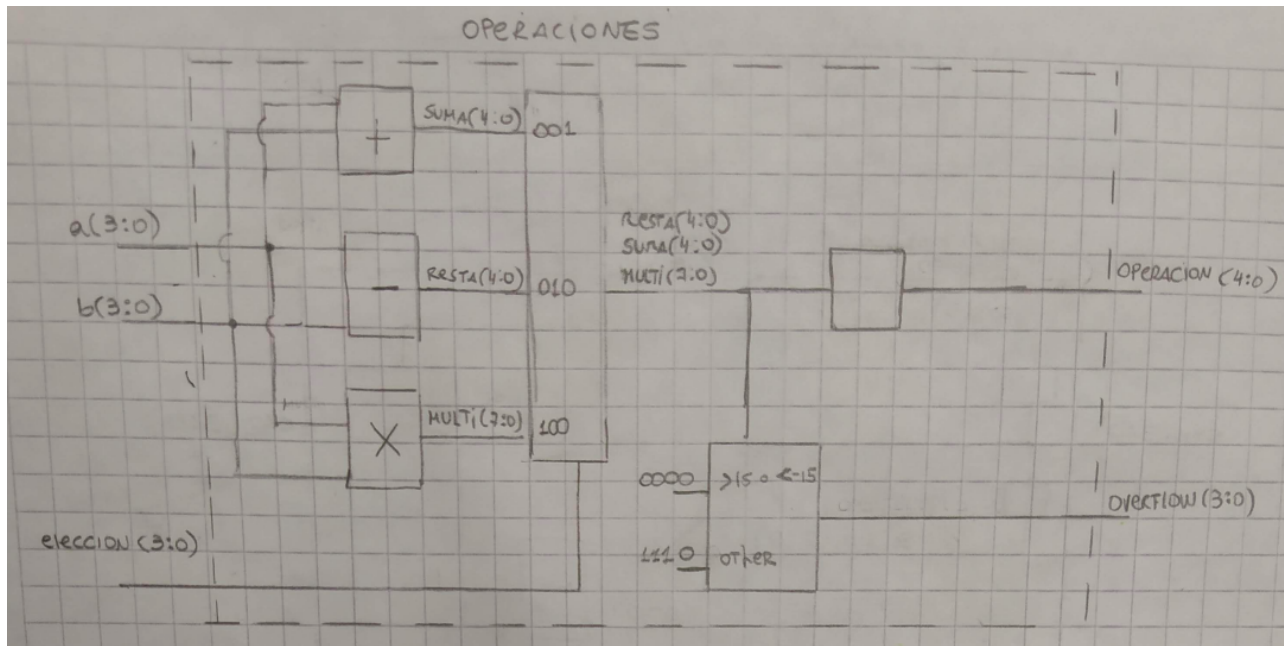 OPERACIONES
SUMA(4:0)
001
+
a(3:0)
RESTA(4:0)
SUMA(4:0)
MULTI(7:0)
-
RESTA(4:0)
010
OPERACION (4:0)
b(3:0)
MULTI(7:0)
100
X
0000
>15 o <-15
OVERFLOW(3:0)
eleccion(3:0)
1110
OTHER